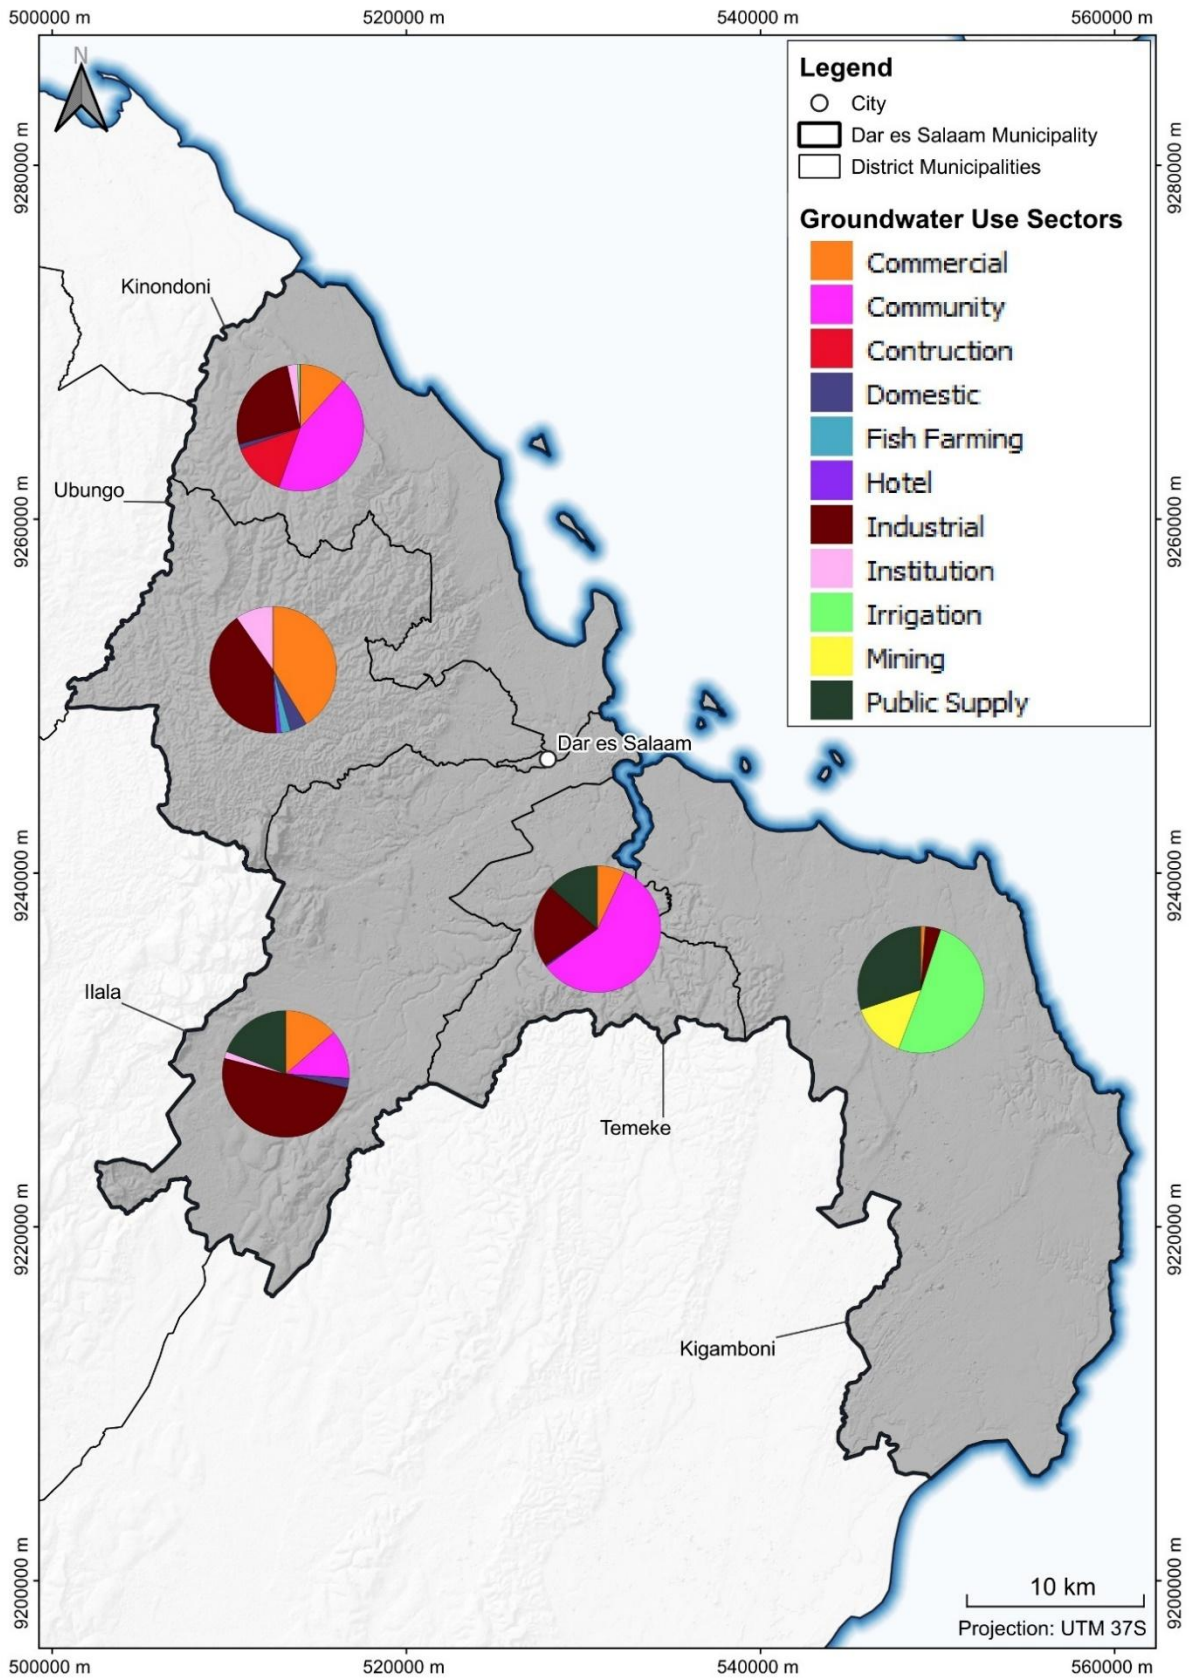 500000 m
520000 m
540000 m
560000 m
N
Legend
City
Dar es Salaam Municipality
District Municipalities
Groundwater Use Sectors
Commercial
Community
Contruction
Domestic
Fish Farming
Hotel
Industrial
Institution
Irrigation
Mining
Public Supply
9280000 m
9280000 m
Kinondoni
Ubungo
9260000 m
9260000 m
Dar es Salaam
9240000 m
9240000 m
Ilala
Temeke
9220000 m
9220000 m
Kigamboni
9200000 m
9200000 m
10 km
Projection: UTM 37S
500000 m
520000 m
540000 m
560000 m